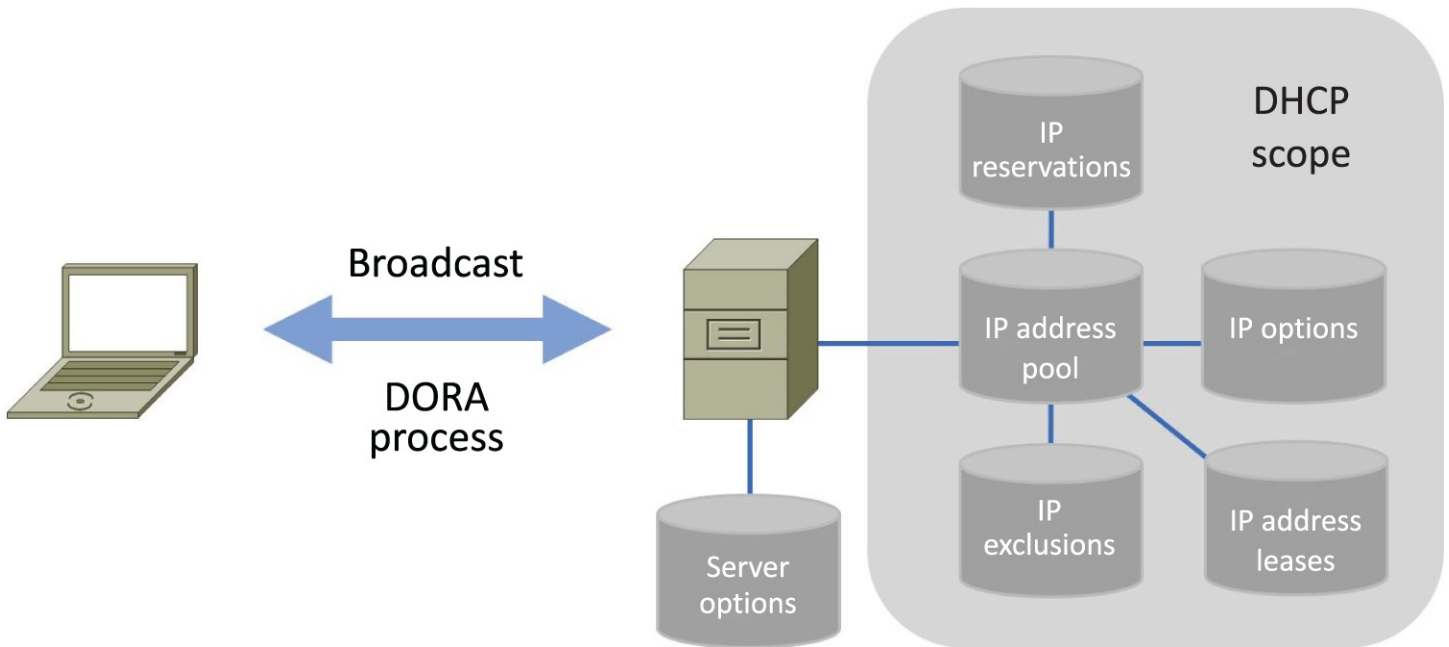 Broadcast
DORA
process
Server
options
DHCP
scope
IP
reservations
IP address
pool
IP options
IP
exclusions
IP address
leases